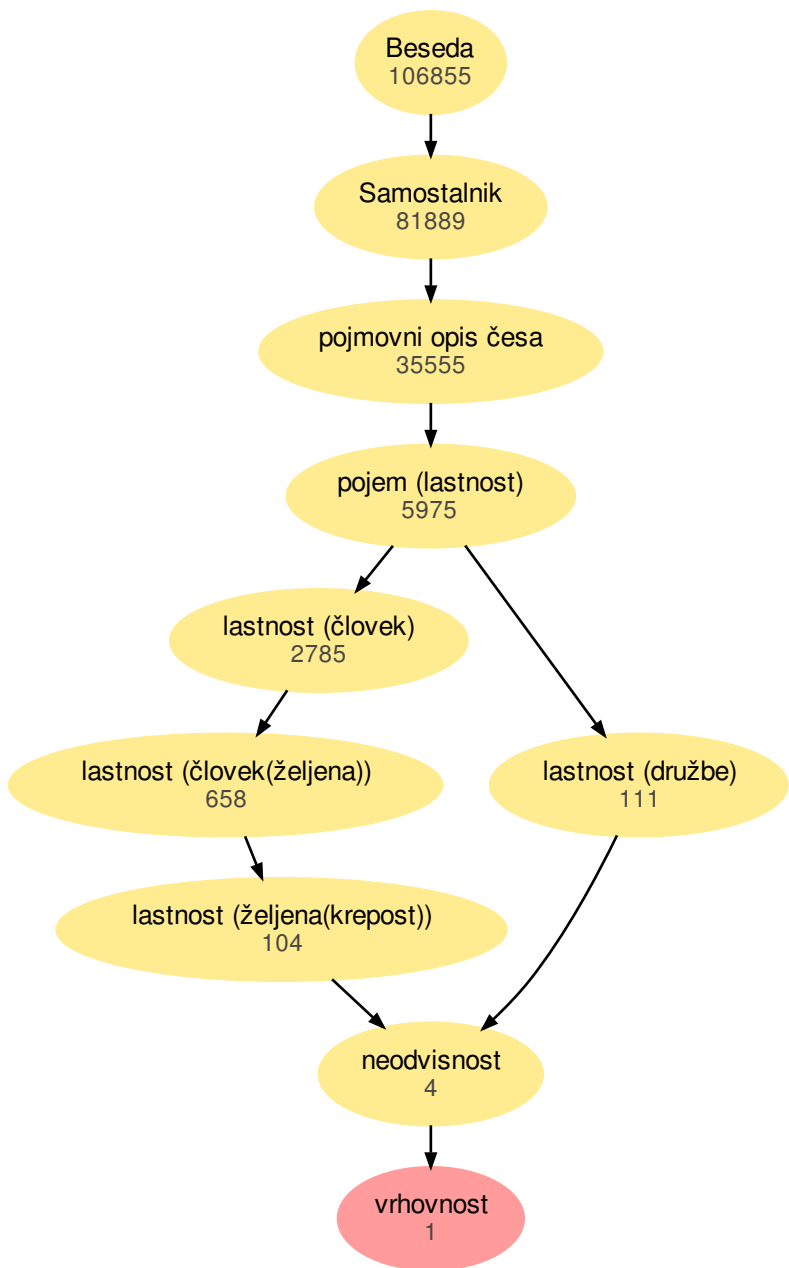 Beseda
106855
Samostalnik
81889
pojmovni opis česa
35555
pojem (lastnost)
5975
lastnost (človek)
2785
lastnost (človek(željena))
658
lastnost (družbe)
111
lastnost (željena(krepost))
104
neodvisnost
4
vrhovnost
1